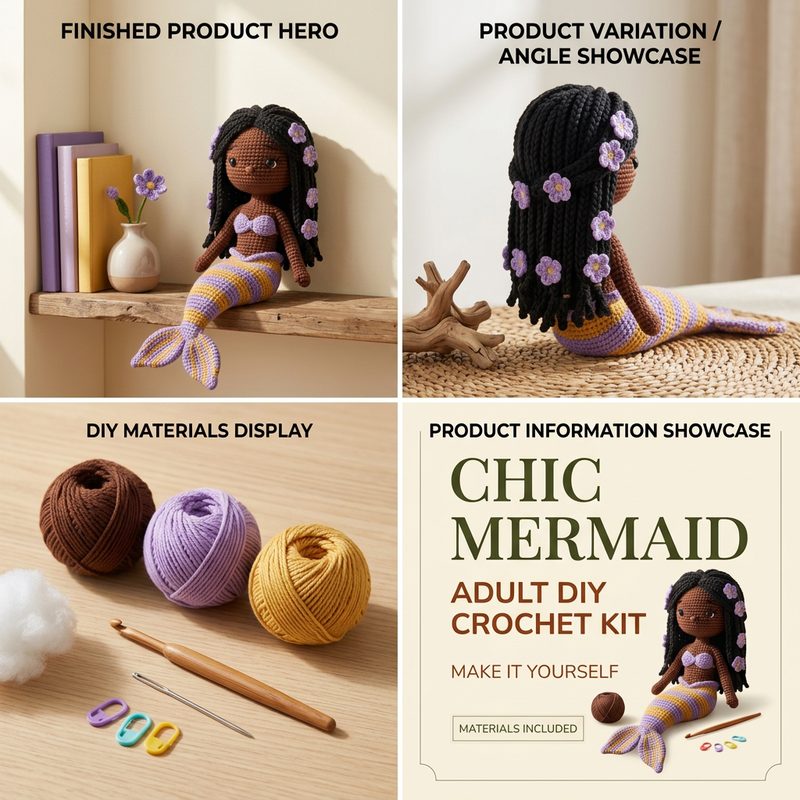 FINISHED PRODUCT HERO
PRODUCT VARIATION /
ANGLE SHOWCASE
DIY MATERIALS DISPLAY
PRODUCT INFORMATION SHOWCASE
CHIC
MERMAID
ADULT DIY
CROCHET KIT
MAKE IT YOURSELF
MATERIALS INCLUDED